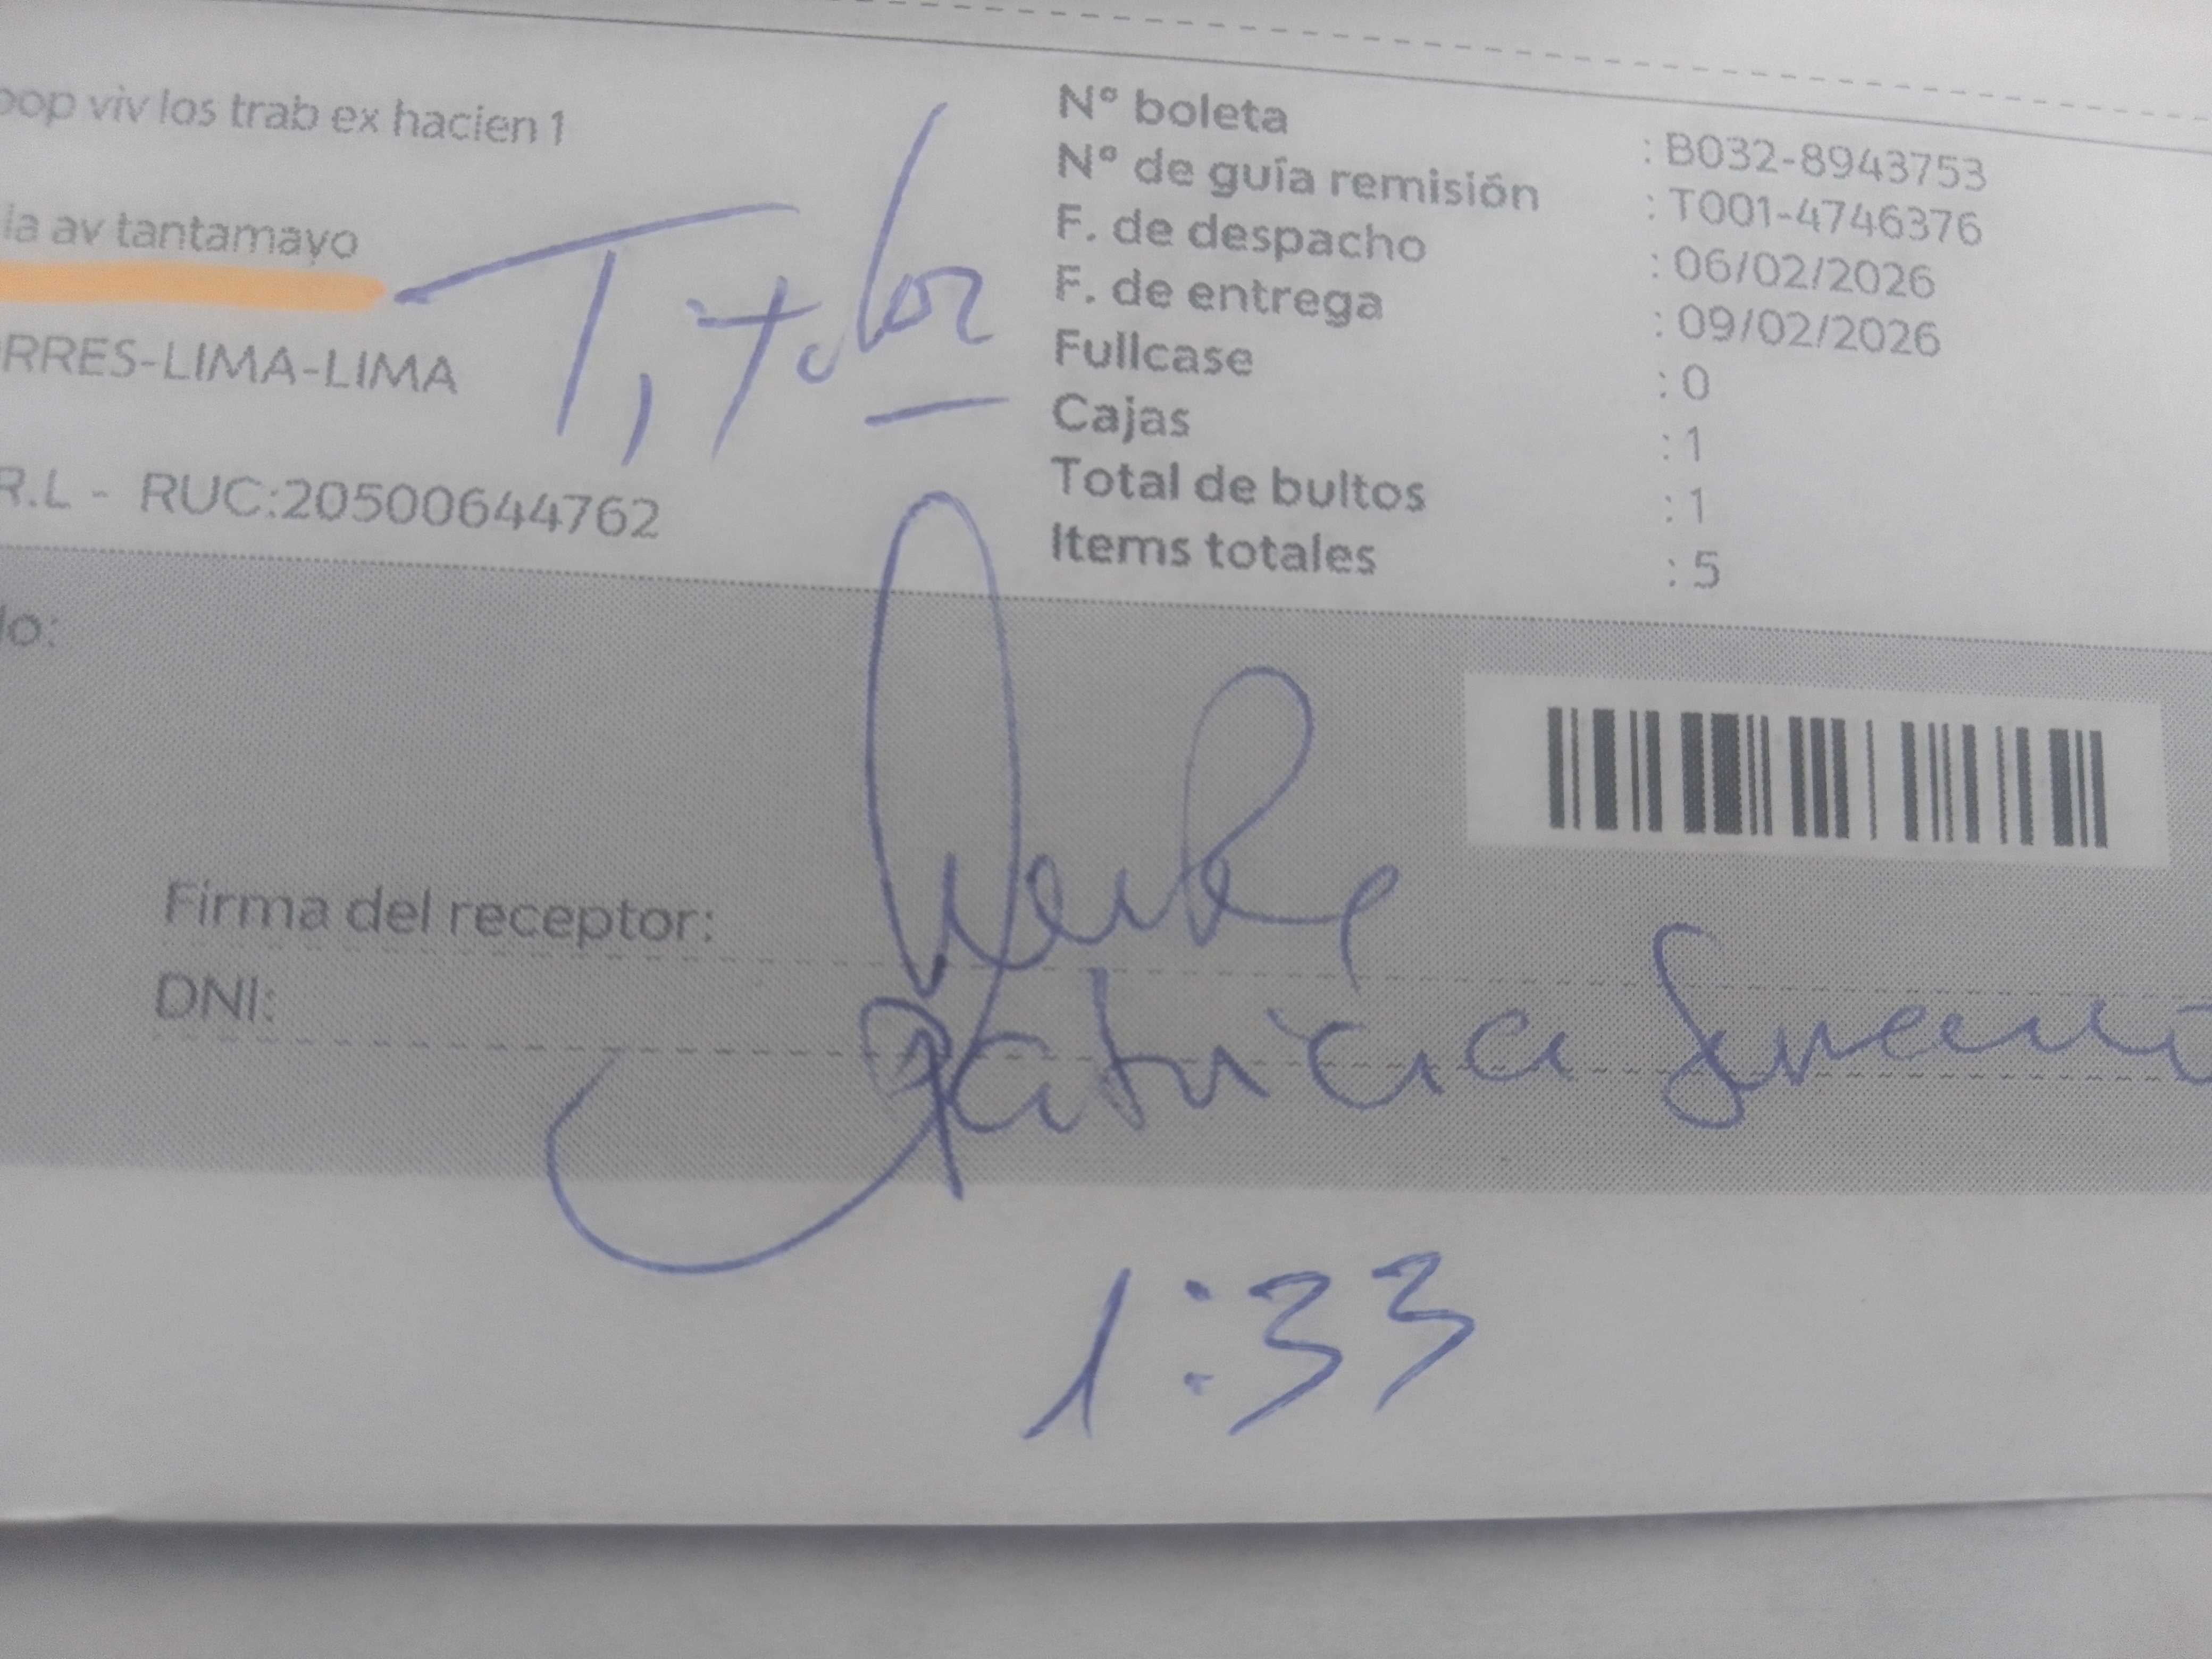 oop viv los trab ex hacien 1
la av tantamayo
RRES-LIMA-LIMA
R.L - RUC:20500644762
Titular
N° boleta : B032-8943753
N° de guía remisión : T001-4746376
F. de despacho : 06/02/2026
F. de entrega : 09/02/2026
Fullcase : 0
Cajas : 1
Total de bultos : 1
Items totales : 5
do:
Firma del receptor:
DNI:
Patricia
1:33